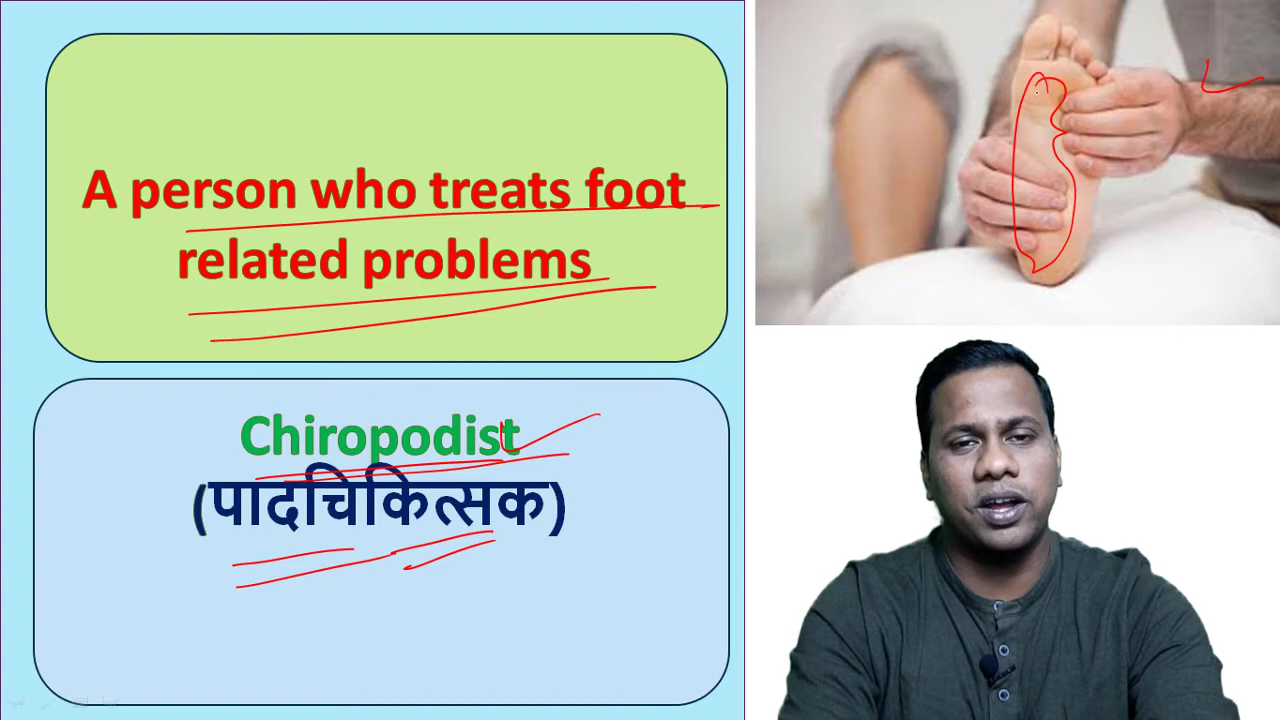 A person who treats foot
related problems
Chiropodist
(पादचिकित्सक)